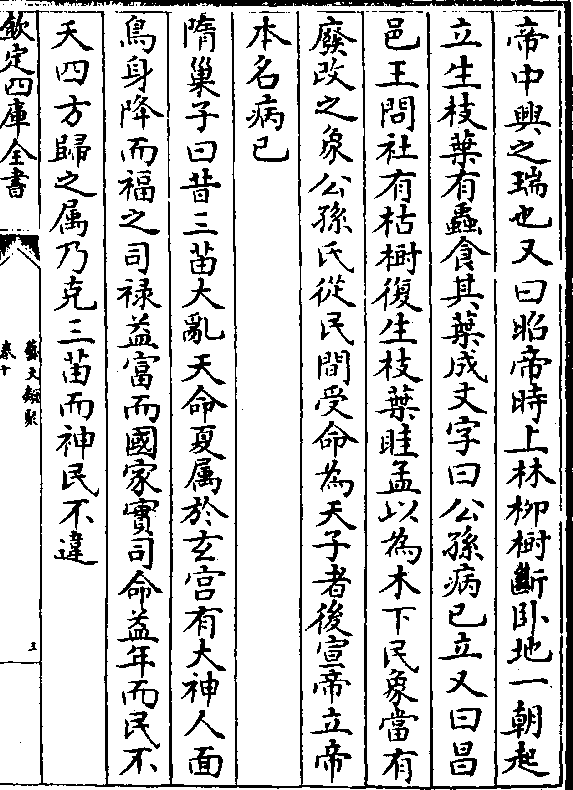 帝中興之瑞也又曰昭帝時上林柳樹斷卧地一朝起
立生枝葉有蟲食其葉成文字曰公孫病已立又曰昌
邑王問社有枯樹復生枝葉眭孟以為木下民象當有
廢改之象公孫氏從民間受命為天子者後宣帝立帝
本名病已
隋巢子曰昔三苗大亂天命夏属於玄宫有大神人面
鳥身降而福之司禄益富而國家實司命益年而民不
夭四方歸之属乃克三苗而神民不違
欽定四庫全書
藝文類聚
卷十
五